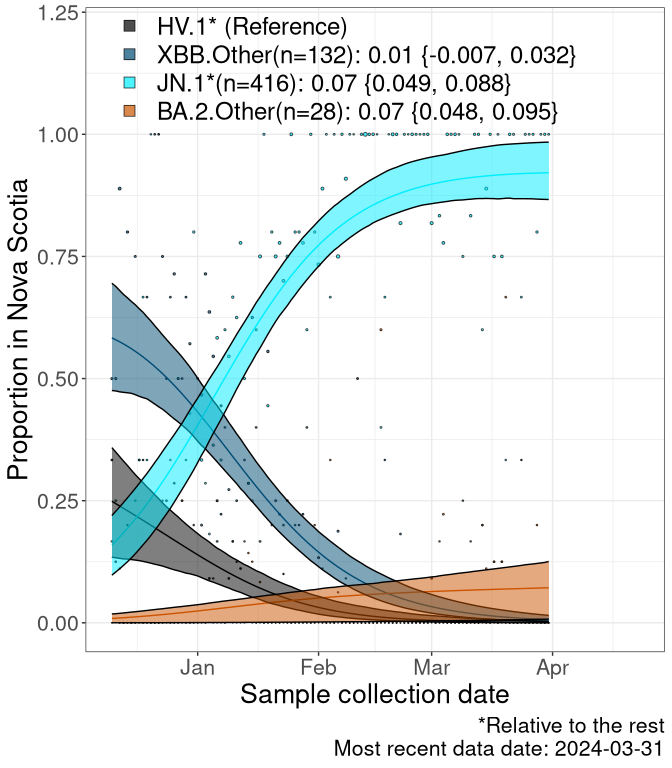 HV.1* (Reference)
XBB.Other(n=132): 0.01 {-0.007, 0.032}
JN.1*(n=416): 0.07 {0.049, 0.088}
BA.2.Other(n=28): 0.07 {0.048, 0.095}
1.25
1.00
0.75
0.50
0.25
0.00
Proportion in Nova Scotia
Jan Feb Mar Apr
Sample collection date
*Relative to the rest
Most recent data date: 2024-03-31